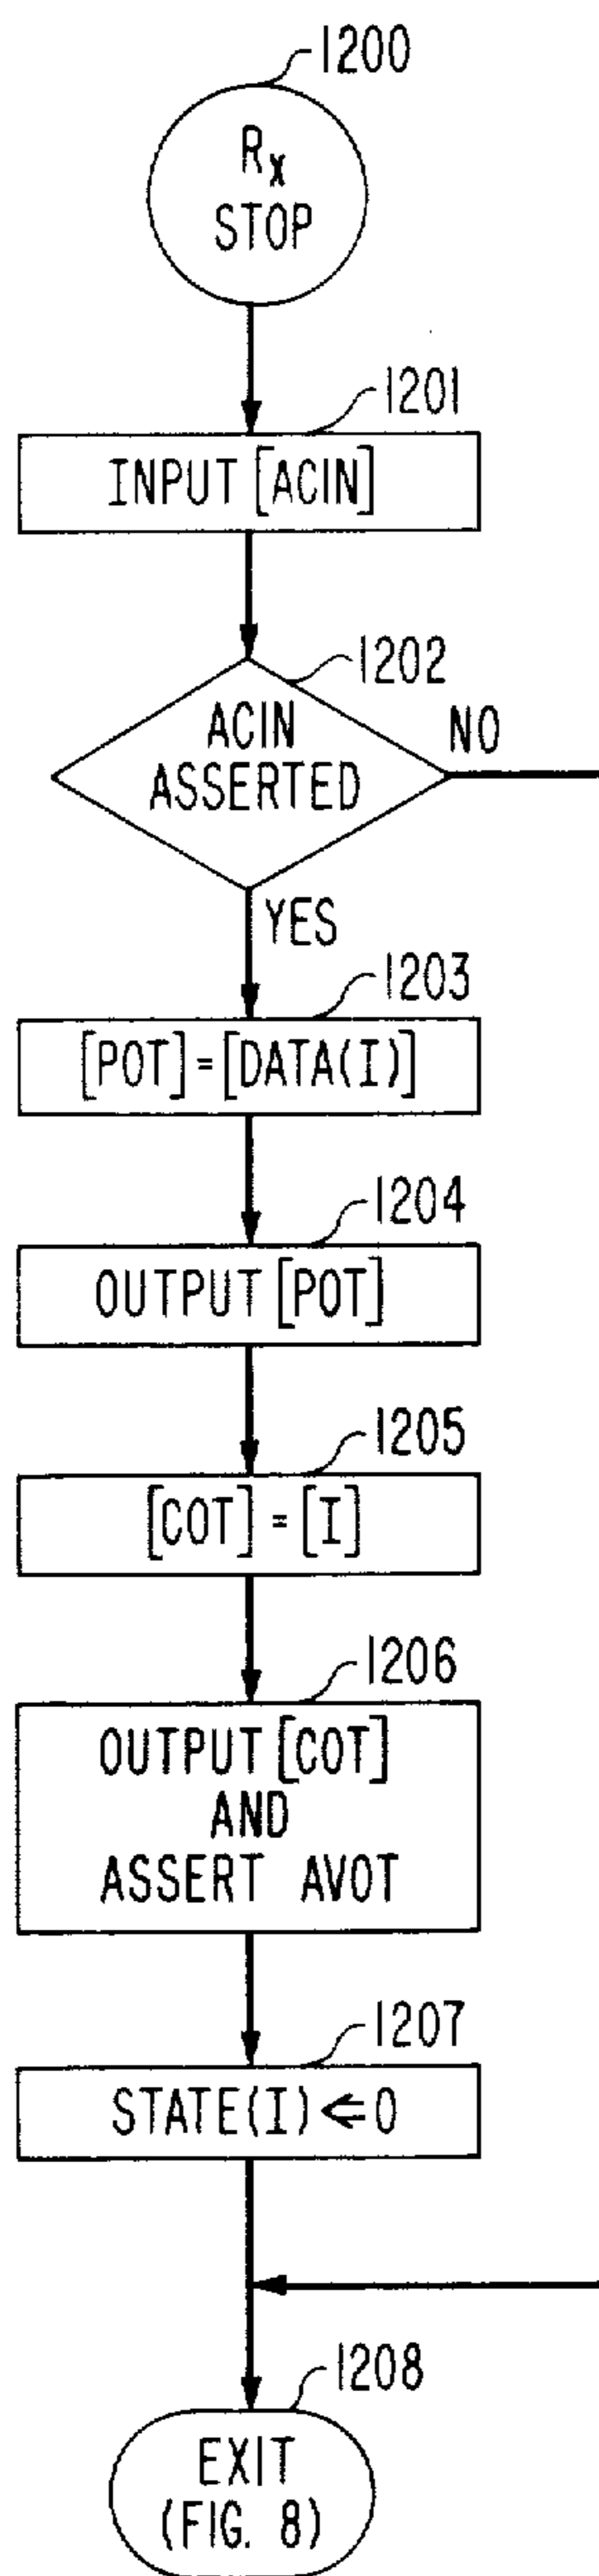 1200
Rx
STOP
1201
INPUT [ACIN]
1202
ACIN
ASSERTED
NO
YES
1203
[POT] = [DATA(I)]
1204
OUTPUT [POT]
1205
[COT] = [I]
1206
OUTPUT [COT]
AND
ASSERT AVOT
1207
STATE(I) ⇐ 0
1208
EXIT
(FIG. 8)